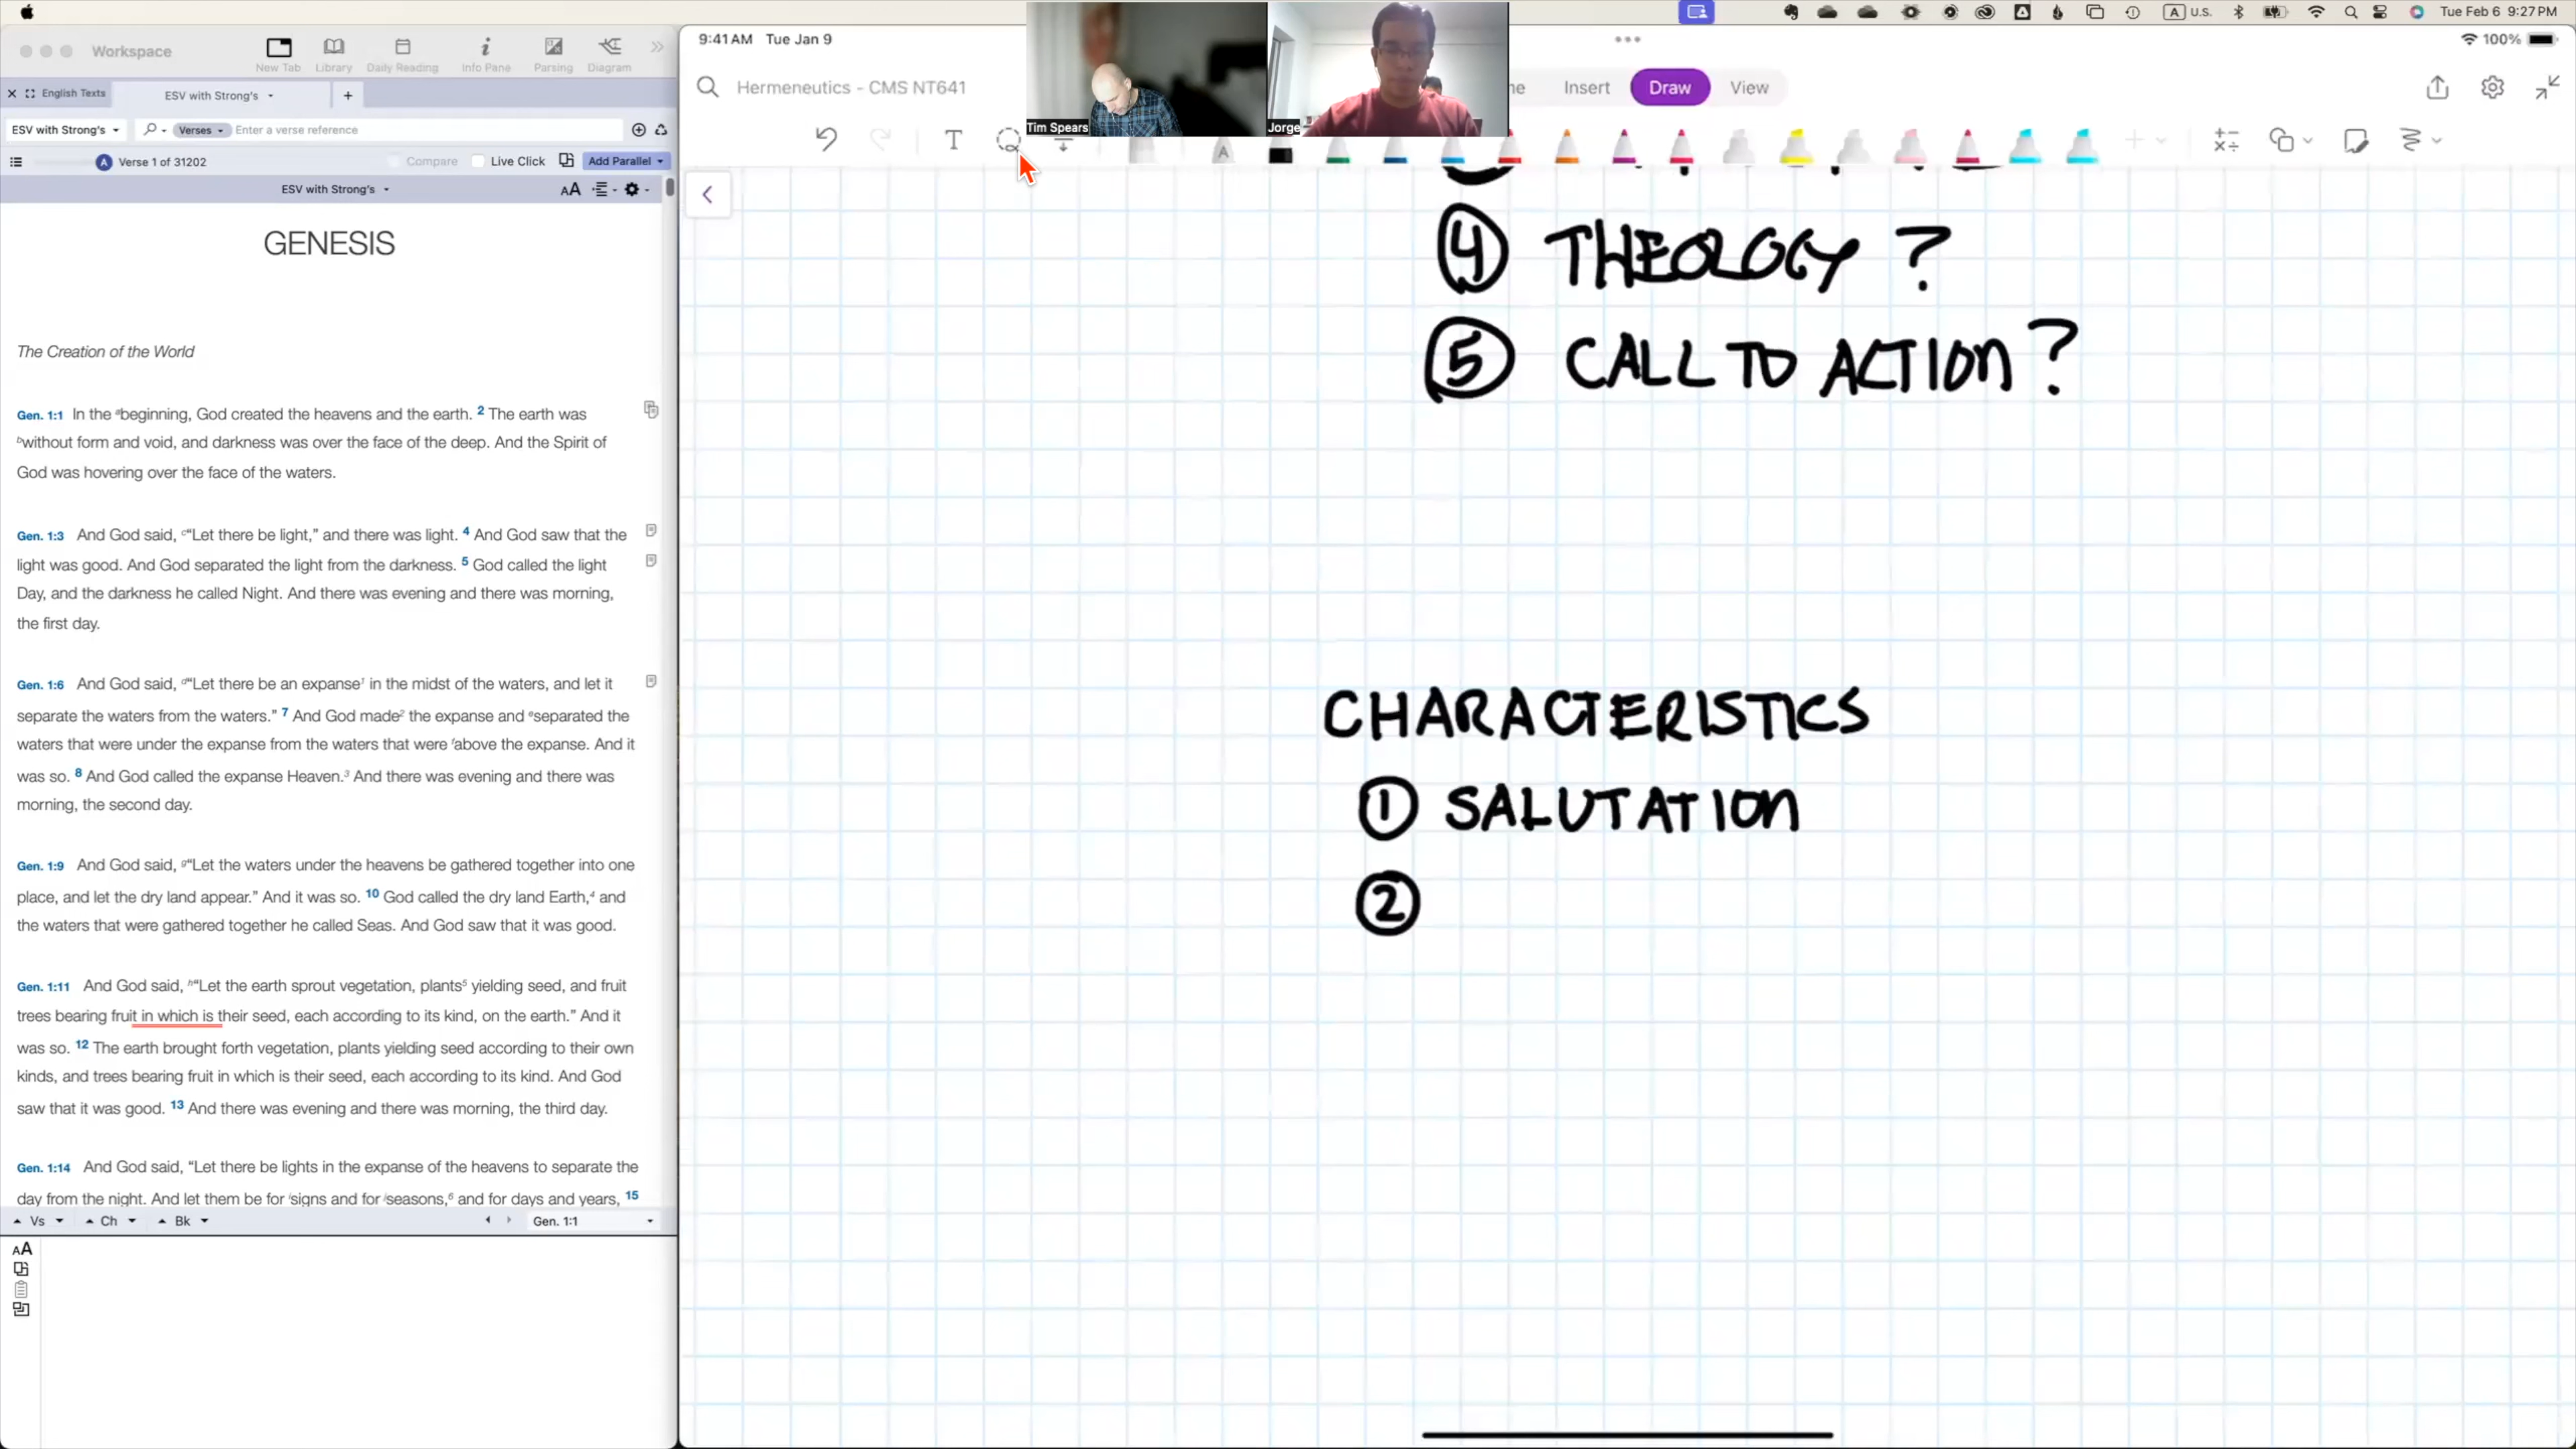 Tue Feb 6 9:27 PM
U.S.
Workspace
New Tab Library Daily Reading Info Pane Parsing Diagram
English Texts ESV with Strong's
ESV with Strong's Verses Enter a verse reference
Verse 1 of 31202 Compare Live Click Add Parallel
ESV with Strong's
GENESIS
The Creation of the World
Gen. 1:1 In the ᵃbeginning, God created the heavens and the earth. 2 The earth was
ᵇwithout form and void, and darkness was over the face of the deep. And the Spirit of
God was hovering over the face of the waters.
Gen. 1:3 And God said, ᶜ“Let there be light,” and there was light. 4 And God saw that the
light was good. And God separated the light from the darkness. 5 God called the light
Day, and the darkness he called Night. And there was evening and there was morning,
the first day.
Gen. 1:6 And God said, ᵈ“Let there be an expanse¹ in the midst of the waters, and let it
separate the waters from the waters.” 7 And God made² the expanse and ᵉseparated the
waters that were under the expanse from the waters that were ᶠabove the expanse. And it
was so. 8 And God called the expanse Heaven.³ And there was evening and there was
morning, the second day.
Gen. 1:9 And God said, ᵍ“Let the waters under the heavens be gathered together into one
place, and let the dry land appear.” And it was so. 10 God called the dry land Earth,⁴ and
the waters that were gathered together he called Seas. And God saw that it was good.
Gen. 1:11 And God said, ʰ“Let the earth sprout vegetation, plants⁵ yielding seed, and fruit
trees bearing fruit in which is their seed, each according to its kind, on the earth.” And it
was so. 12 The earth brought forth vegetation, plants yielding seed according to their own
kinds, and trees bearing fruit in which is their seed, each according to its kind. And God
saw that it was good. 13 And there was evening and there was morning, the third day.
Gen. 1:14 And God said, “Let there be lights in the expanse of the heavens to separate the
day from the night. And let them be for ⁱsigns and for ʲseasons,⁶ and for days and years, 15
Vs Ch Bk Gen. 1:1
9:41 AM Tue Jan 9
100%
Hermeneutics - CMS NT641
Insert Draw View
Tim Spears
Jorge
4 THEOLOGY ?
5 CALL TO ACTION ?
CHARACTERISTICS
1 SALUTATION
2